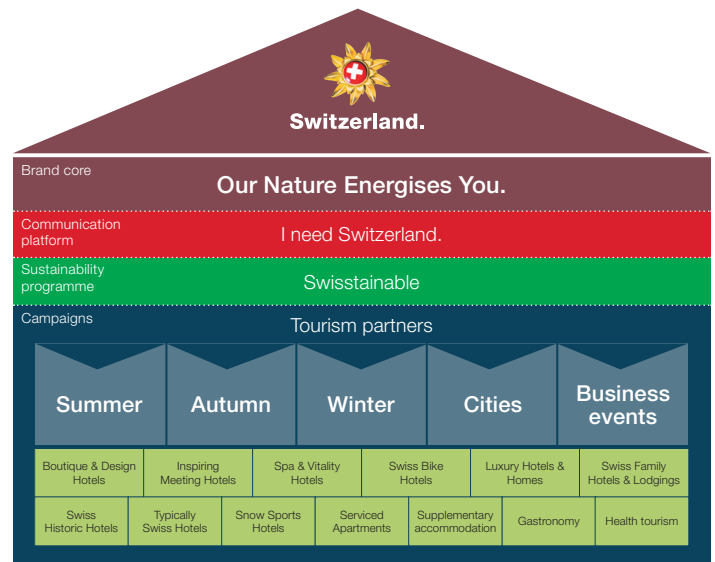 Switzerland.
Brand core
Our Nature Energises You.
Communication
platform
I need Switzerland.
Sustainability
programme
Swisstainable
Campaigns
Tourism partners
Summer
Autumn
Winter
Cities
Business
events
Boutique & Design
Hotels
Inspiring
Meeting Hotels
Spa & Vitality
Hotels
Swiss Bike
Hotels
Luxury Hotels &
Homes
Swiss Family
Hotels & Lodgings
Swiss
Historic Hotels
Typically
Swiss Hotels
Snow Sports
Hotels
Serviced
Apartments
Supplementary
accommodation
Gastronomy
Health tourism